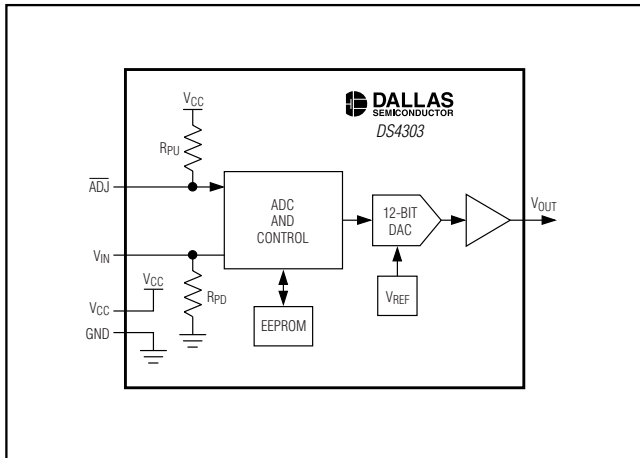 DALLAS
SEMICONDUCTOR
DS4303
VCC
RPU
ADJ
ADC
AND
CONTROL
12-BIT
DAC
VOUT
VIN
VCC
RPD
VCC
EEPROM
VREF
GND